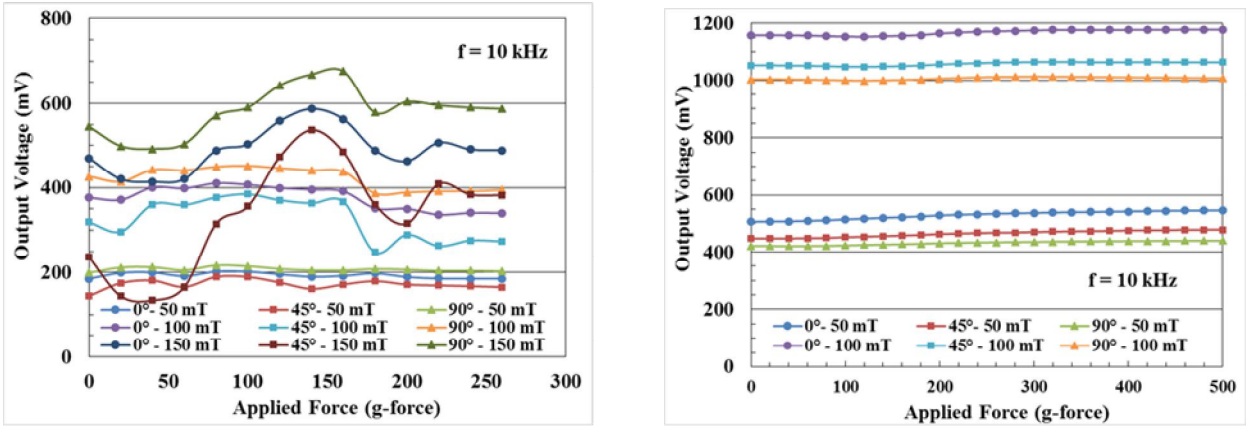 800
600
400
200
0
Output Voltage (mV)
f = 10 kHz
0° - 50 mT 45° - 50 mT 90° - 50 mT
0° - 100 mT 45° - 100 mT 90° - 100 mT
0° - 150 mT 45° - 150 mT 90° - 150 mT
0 50 100 150 200 250 300
Applied Force (g-force)
1200
1000
800
600
400
200
0
Output Voltage (mV)
f = 10 kHz
0°- 50 mT 45°- 50 mT 90° - 50 mT
0° - 100 mT 45° - 100 mT 90° - 100 mT
0 100 200 300 400 500
Applied Force (g-force)